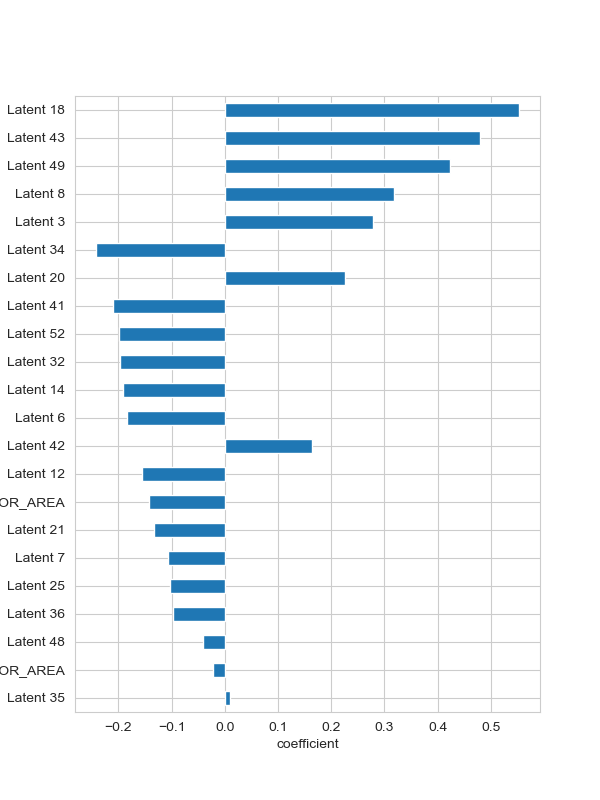 Latent 18
Latent 43
Latent 49
Latent 8
Latent 3
Latent 34
Latent 20
Latent 41
Latent 52
Latent 32
Latent 14
Latent 6
Latent 42
Latent 12
OR_AREA
Latent 21
Latent 7
Latent 25
Latent 36
Latent 48
OR_AREA
Latent 35
−0.2 −0.1 0.0 0.1 0.2 0.3 0.4 0.5
coefficient